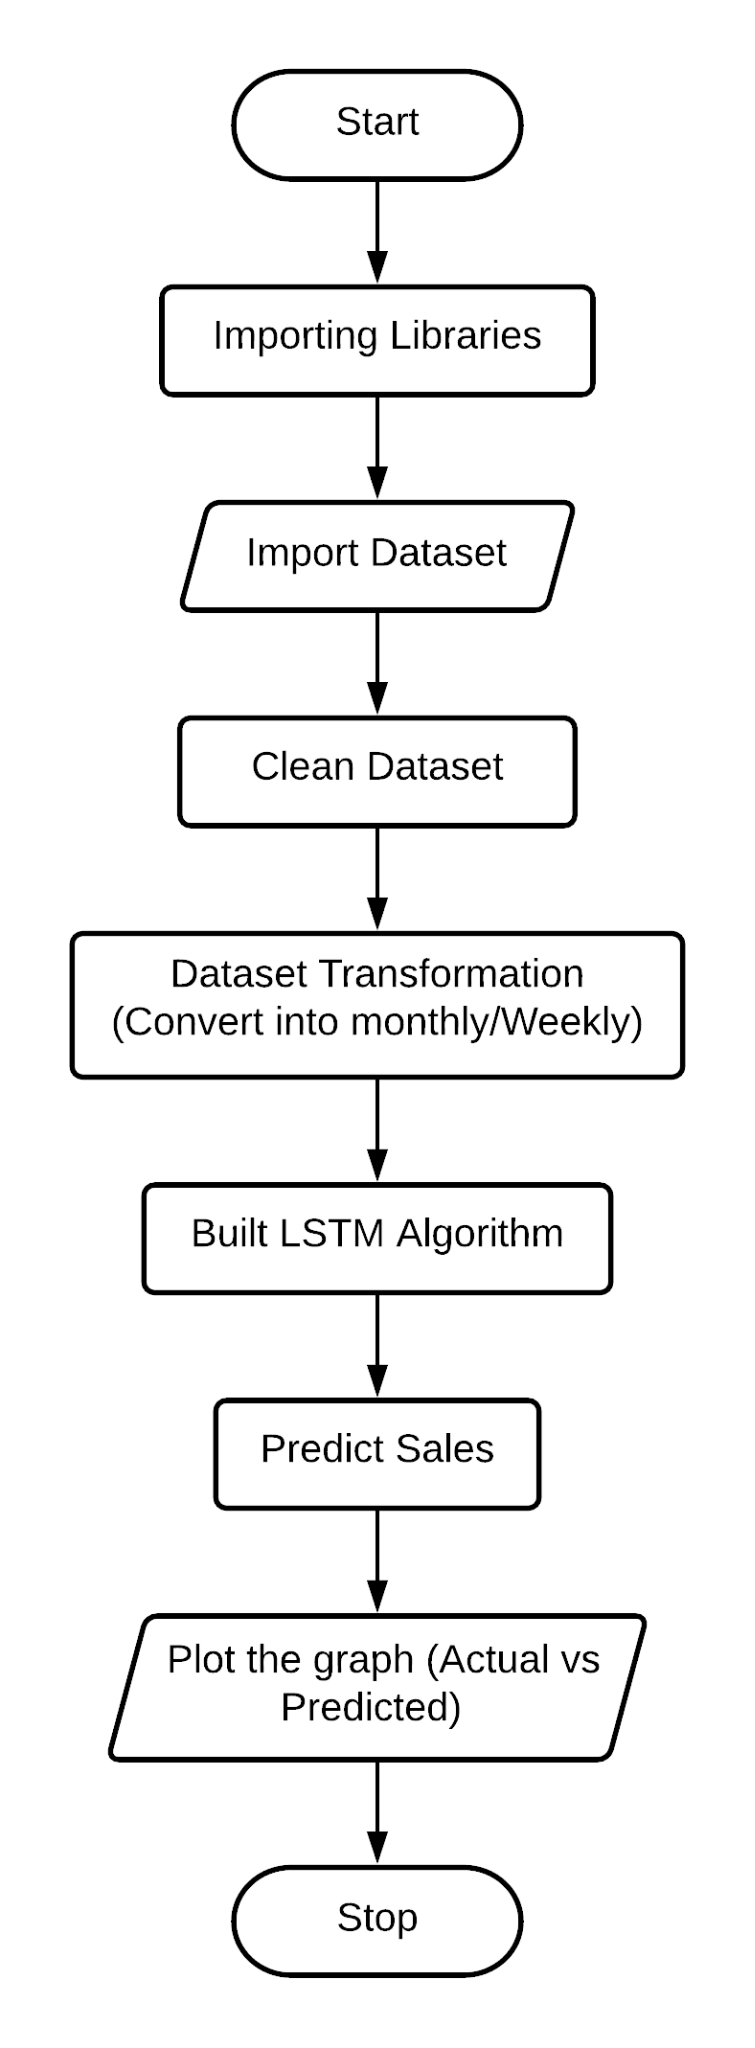 Start
Importing Libraries
Import Dataset
Clean Dataset
Dataset Transformation
(Convert into monthly/Weekly)
Built LSTM Algorithm
Predict Sales
Plot the graph (Actual vs
Predicted)
Stop